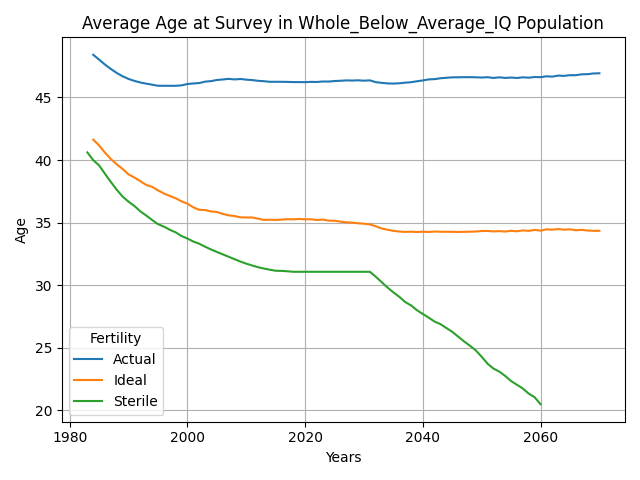 Average Age at Survey in Whole_Below_Average_IQ Population
Age
45
40
35
30
25
20
Fertility
Actual
Ideal
Sterile
1980
2000
2020
2040
2060
Years